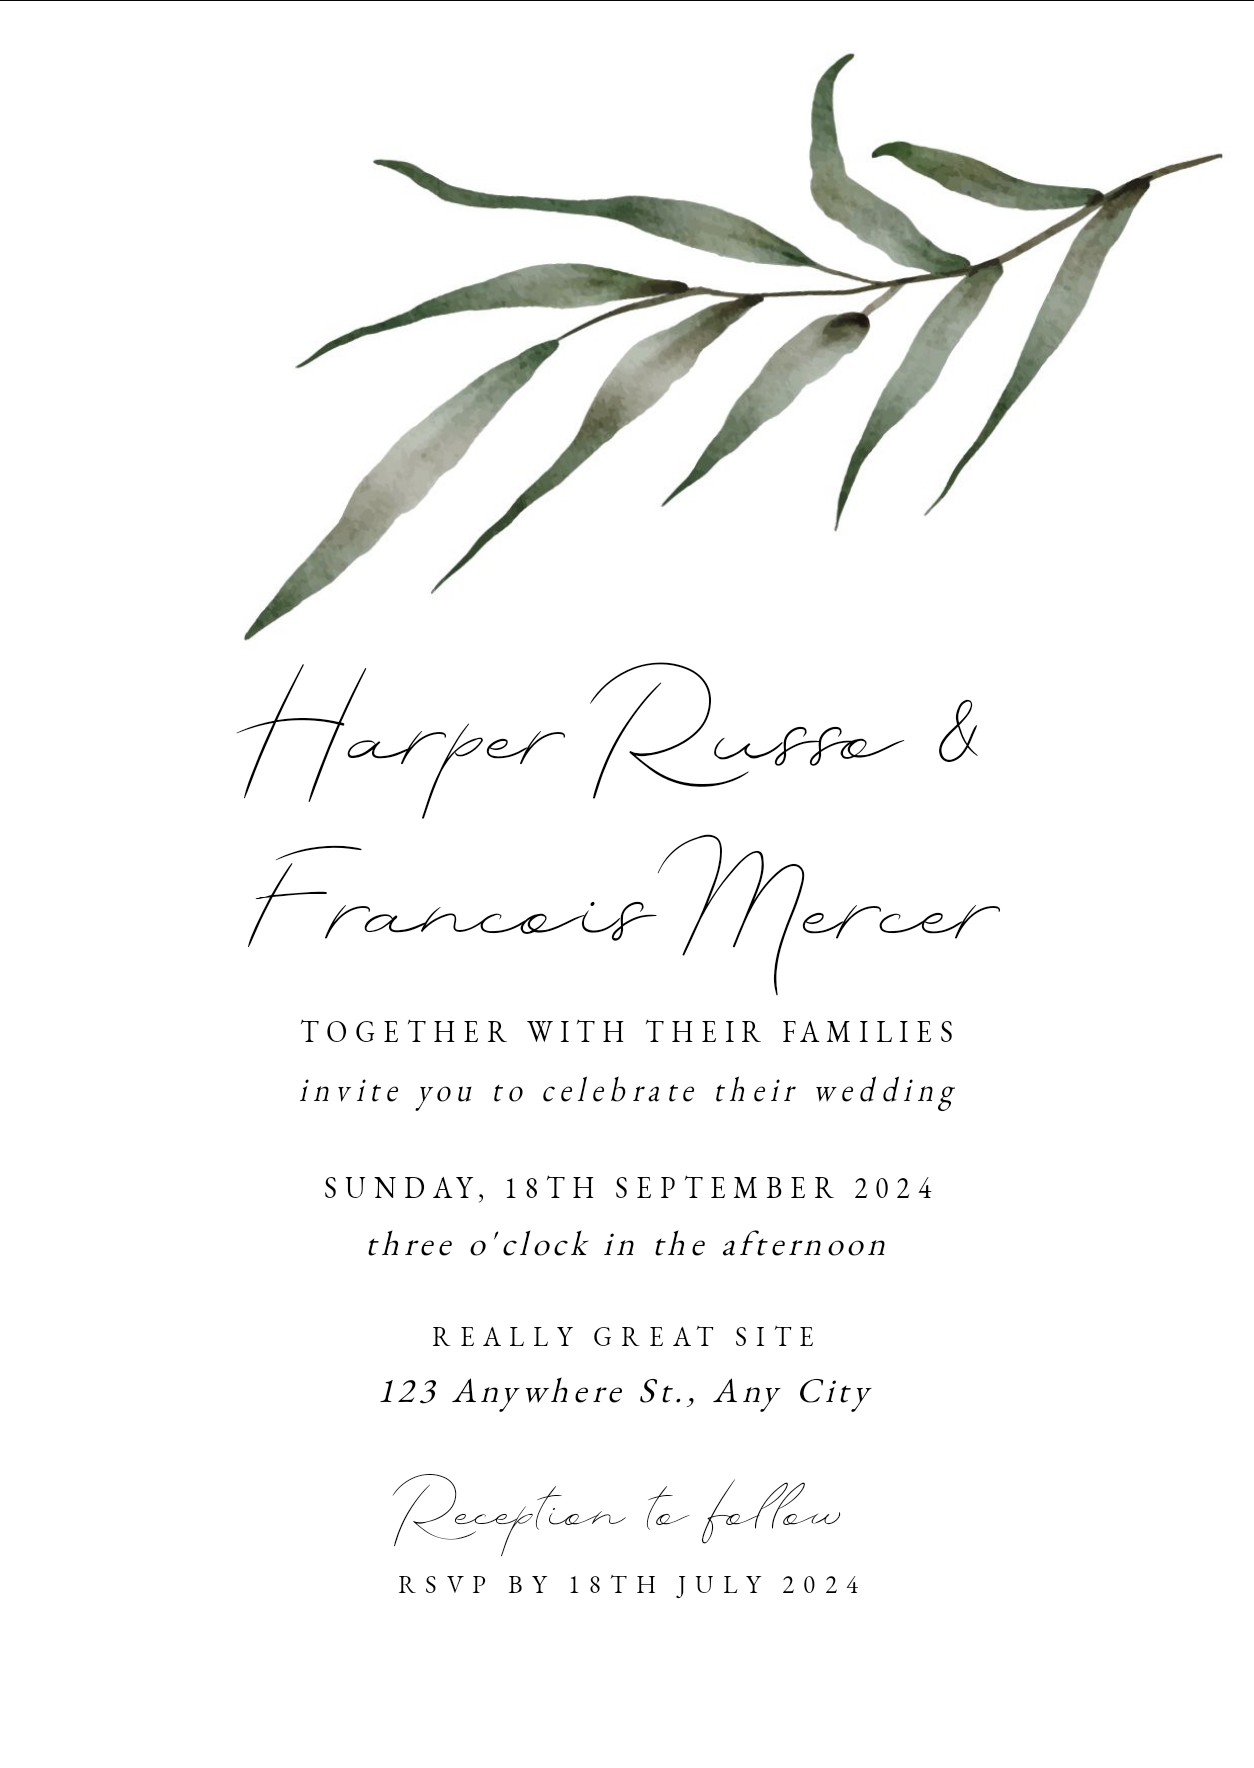 Harper Russo &
Francois Mercer
TOGETHER WITH THEIR FAMILIES
invite you to celebrate their wedding
SUNDAY, 18TH SEPTEMBER 2024
three o'clock in the afternoon
REALLY GREAT SITE
123 Anywhere St., Any City
Reception to follow
RSVP BY 18TH JULY 2024